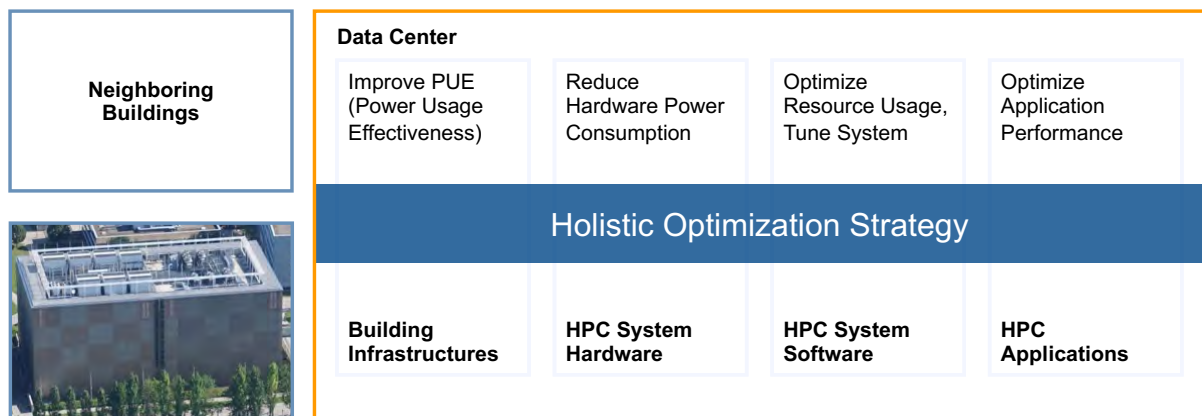 Neighboring
Buildings
Data Center
Improve PUE
(Power Usage
Effectiveness)
Reduce
Hardware Power
Consumption
Optimize
Resource Usage,
Tune System
Optimize
Application
Performance
Holistic Optimization Strategy
Building
Infrastructures
HPC System
Hardware
HPC System
Software
HPC
Applications